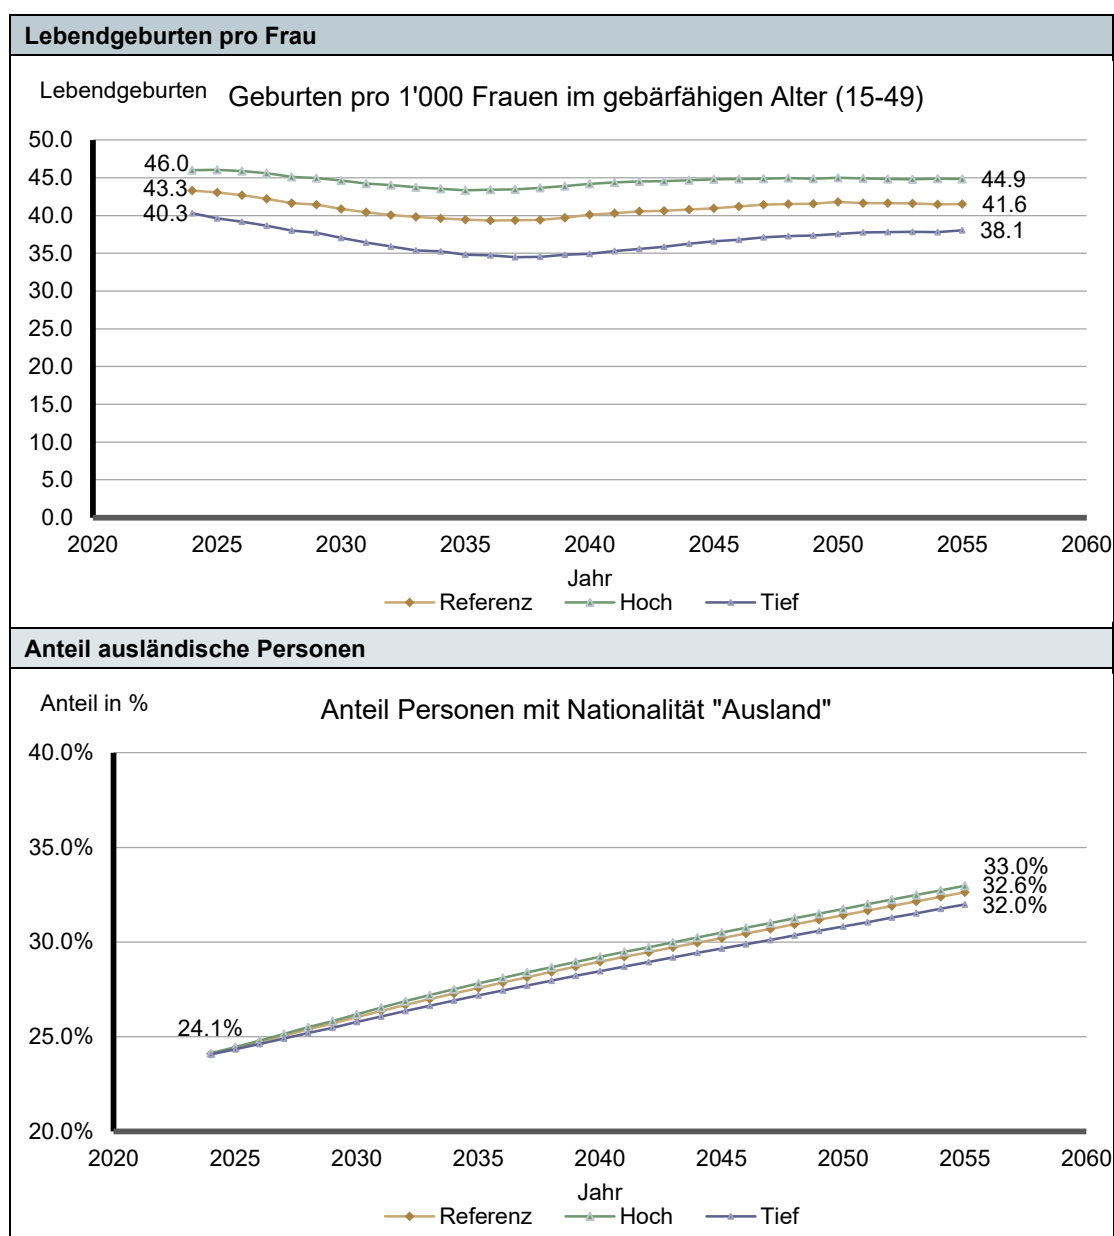 Lebendgeburten pro Frau
Lebendgeburten
Geburten pro 1'000 Frauen im gebärfähigen Alter (15-49)
50.0
45.0
40.0
35.0
30.0
25.0
20.0
15.0
10.0
5.0
0.0
46.0
43.3
40.3
44.9
41.6
38.1
2020 2025 2030 2035 2040 2045 2050 2055 2060
Jahr
Referenz Hoch Tief
Anteil ausländische Personen
Anteil in %
Anteil Personen mit Nationalität "Ausland"
40.0%
35.0%
30.0%
25.0%
20.0%
24.1%
33.0%
32.6%
32.0%
2020 2025 2030 2035 2040 2045 2050 2055 2060
Jahr
Referenz Hoch Tief